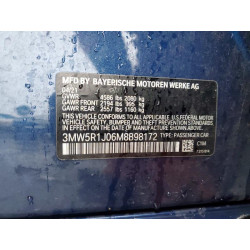 MFD BY BAYERISCHE MOTOREN WERKE AG
04/21
GVWR 4586 lbs 2080 kg
GAWR FRONT 2194 lbs 995 kg
GAWR REAR 2557 lbs 1160 kg
THIS VEHICLE CONFORMS TO ALL APPLICABLE
FEDERAL MOTOR VEHICLE SAFETY, BUMPER,
AND THEFT PREVENTION STANDARDS IN EFFECT ON
THE DATE OF MANUFACTURE SHOWN ABOVE.
3MW5R1J06M8B98172 TYPE: PASSENGER CAR